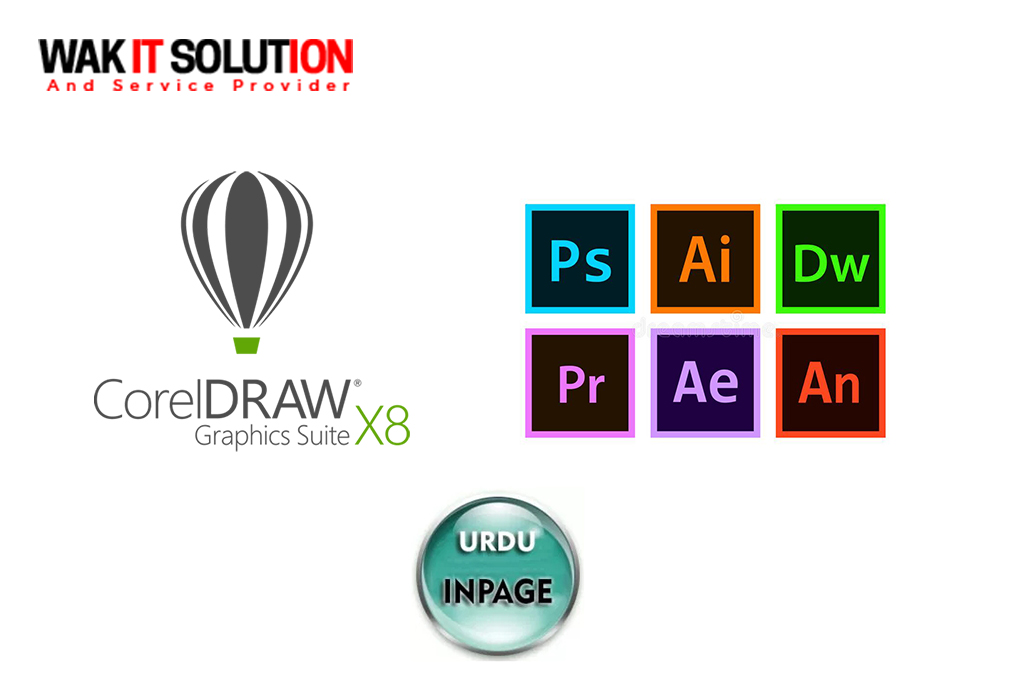 WAK IT SOLUTION
And Service Provider
CorelDRAW®
Graphics Suite X8
Ps Ai Dw
Pr Ae An
URDU
INPAGE